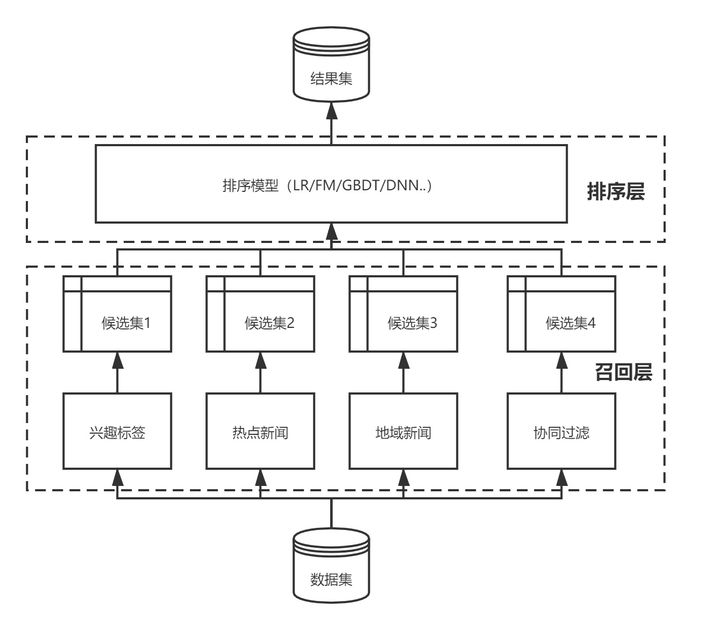 结果集
排序模型（LR/FM/GBDT/DNN..）
排序层
候选集1
候选集2
候选集3
候选集4
召回层
兴趣标签
热点新闻
地域新闻
协同过滤
数据集